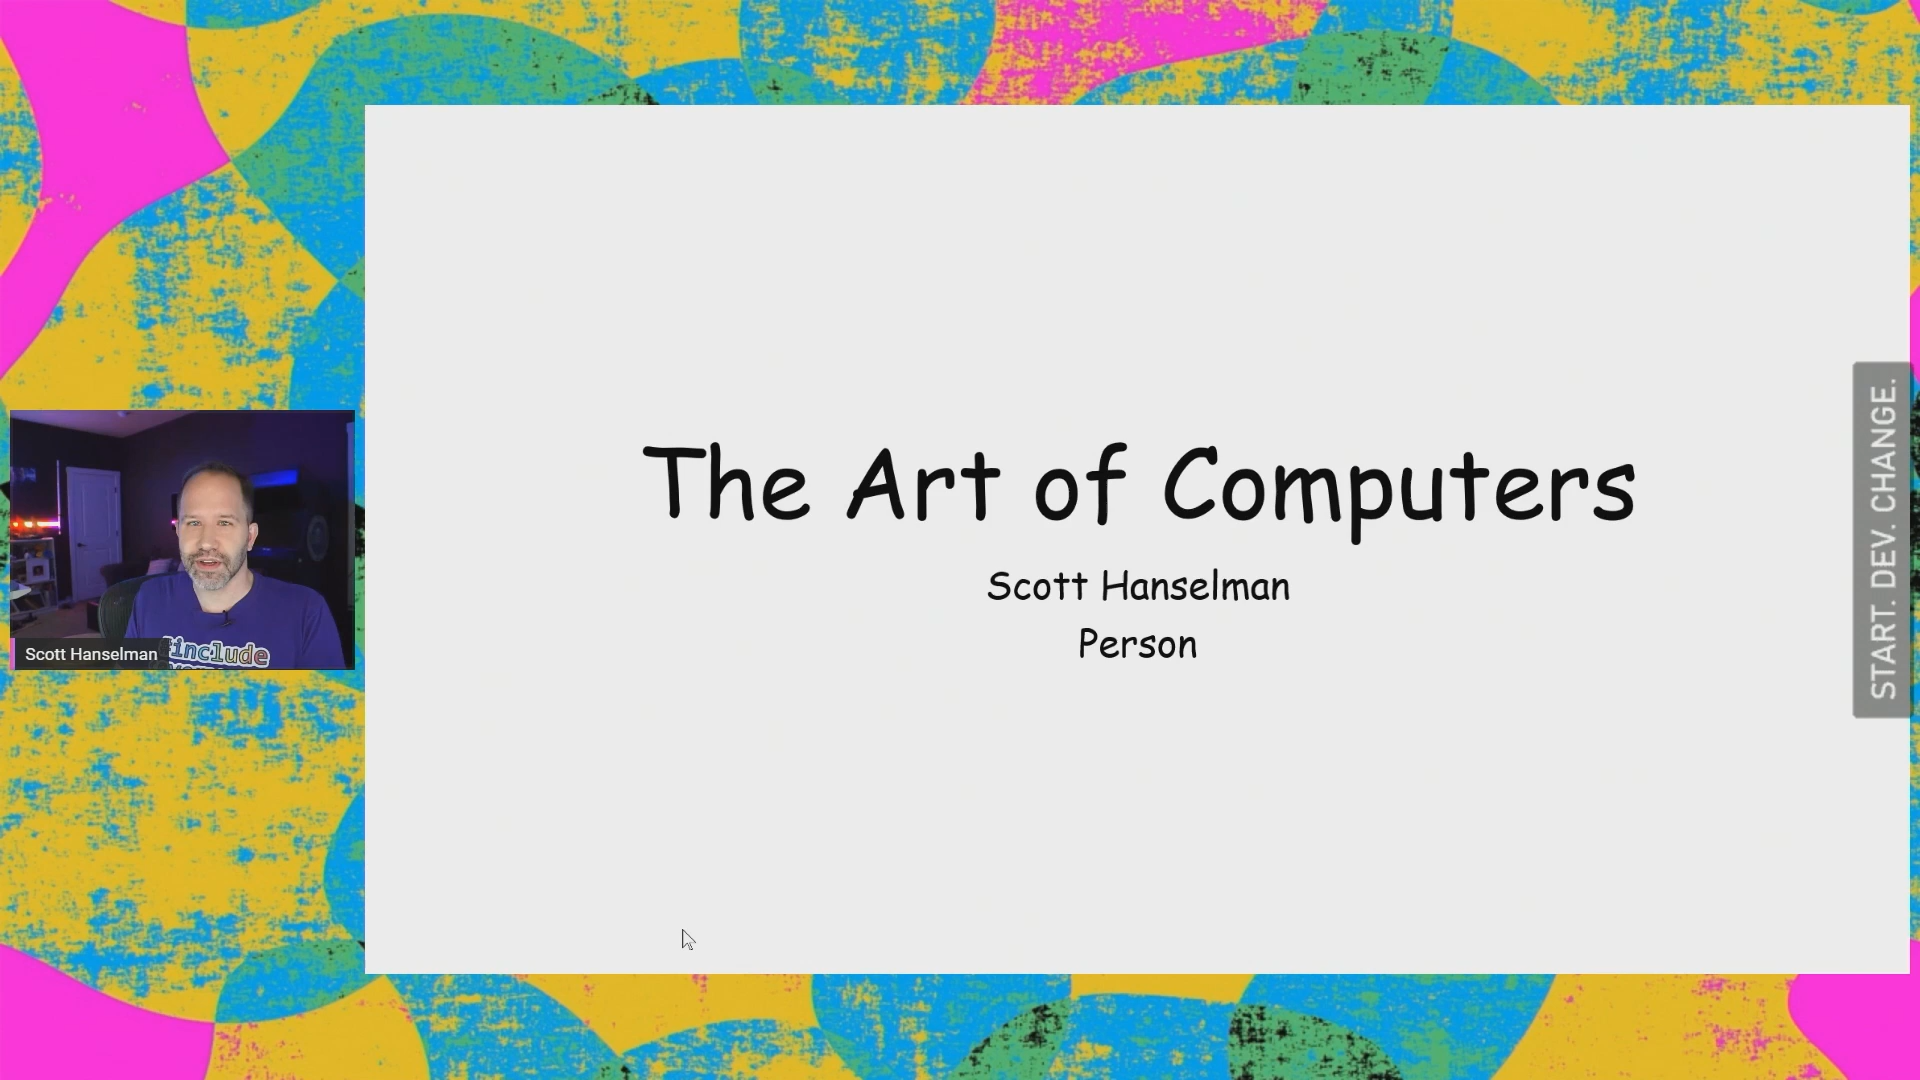 The Art of Computers
Scott Hanselman
Person
Scott Hanselman
#include
START. DEV. CHANGE.